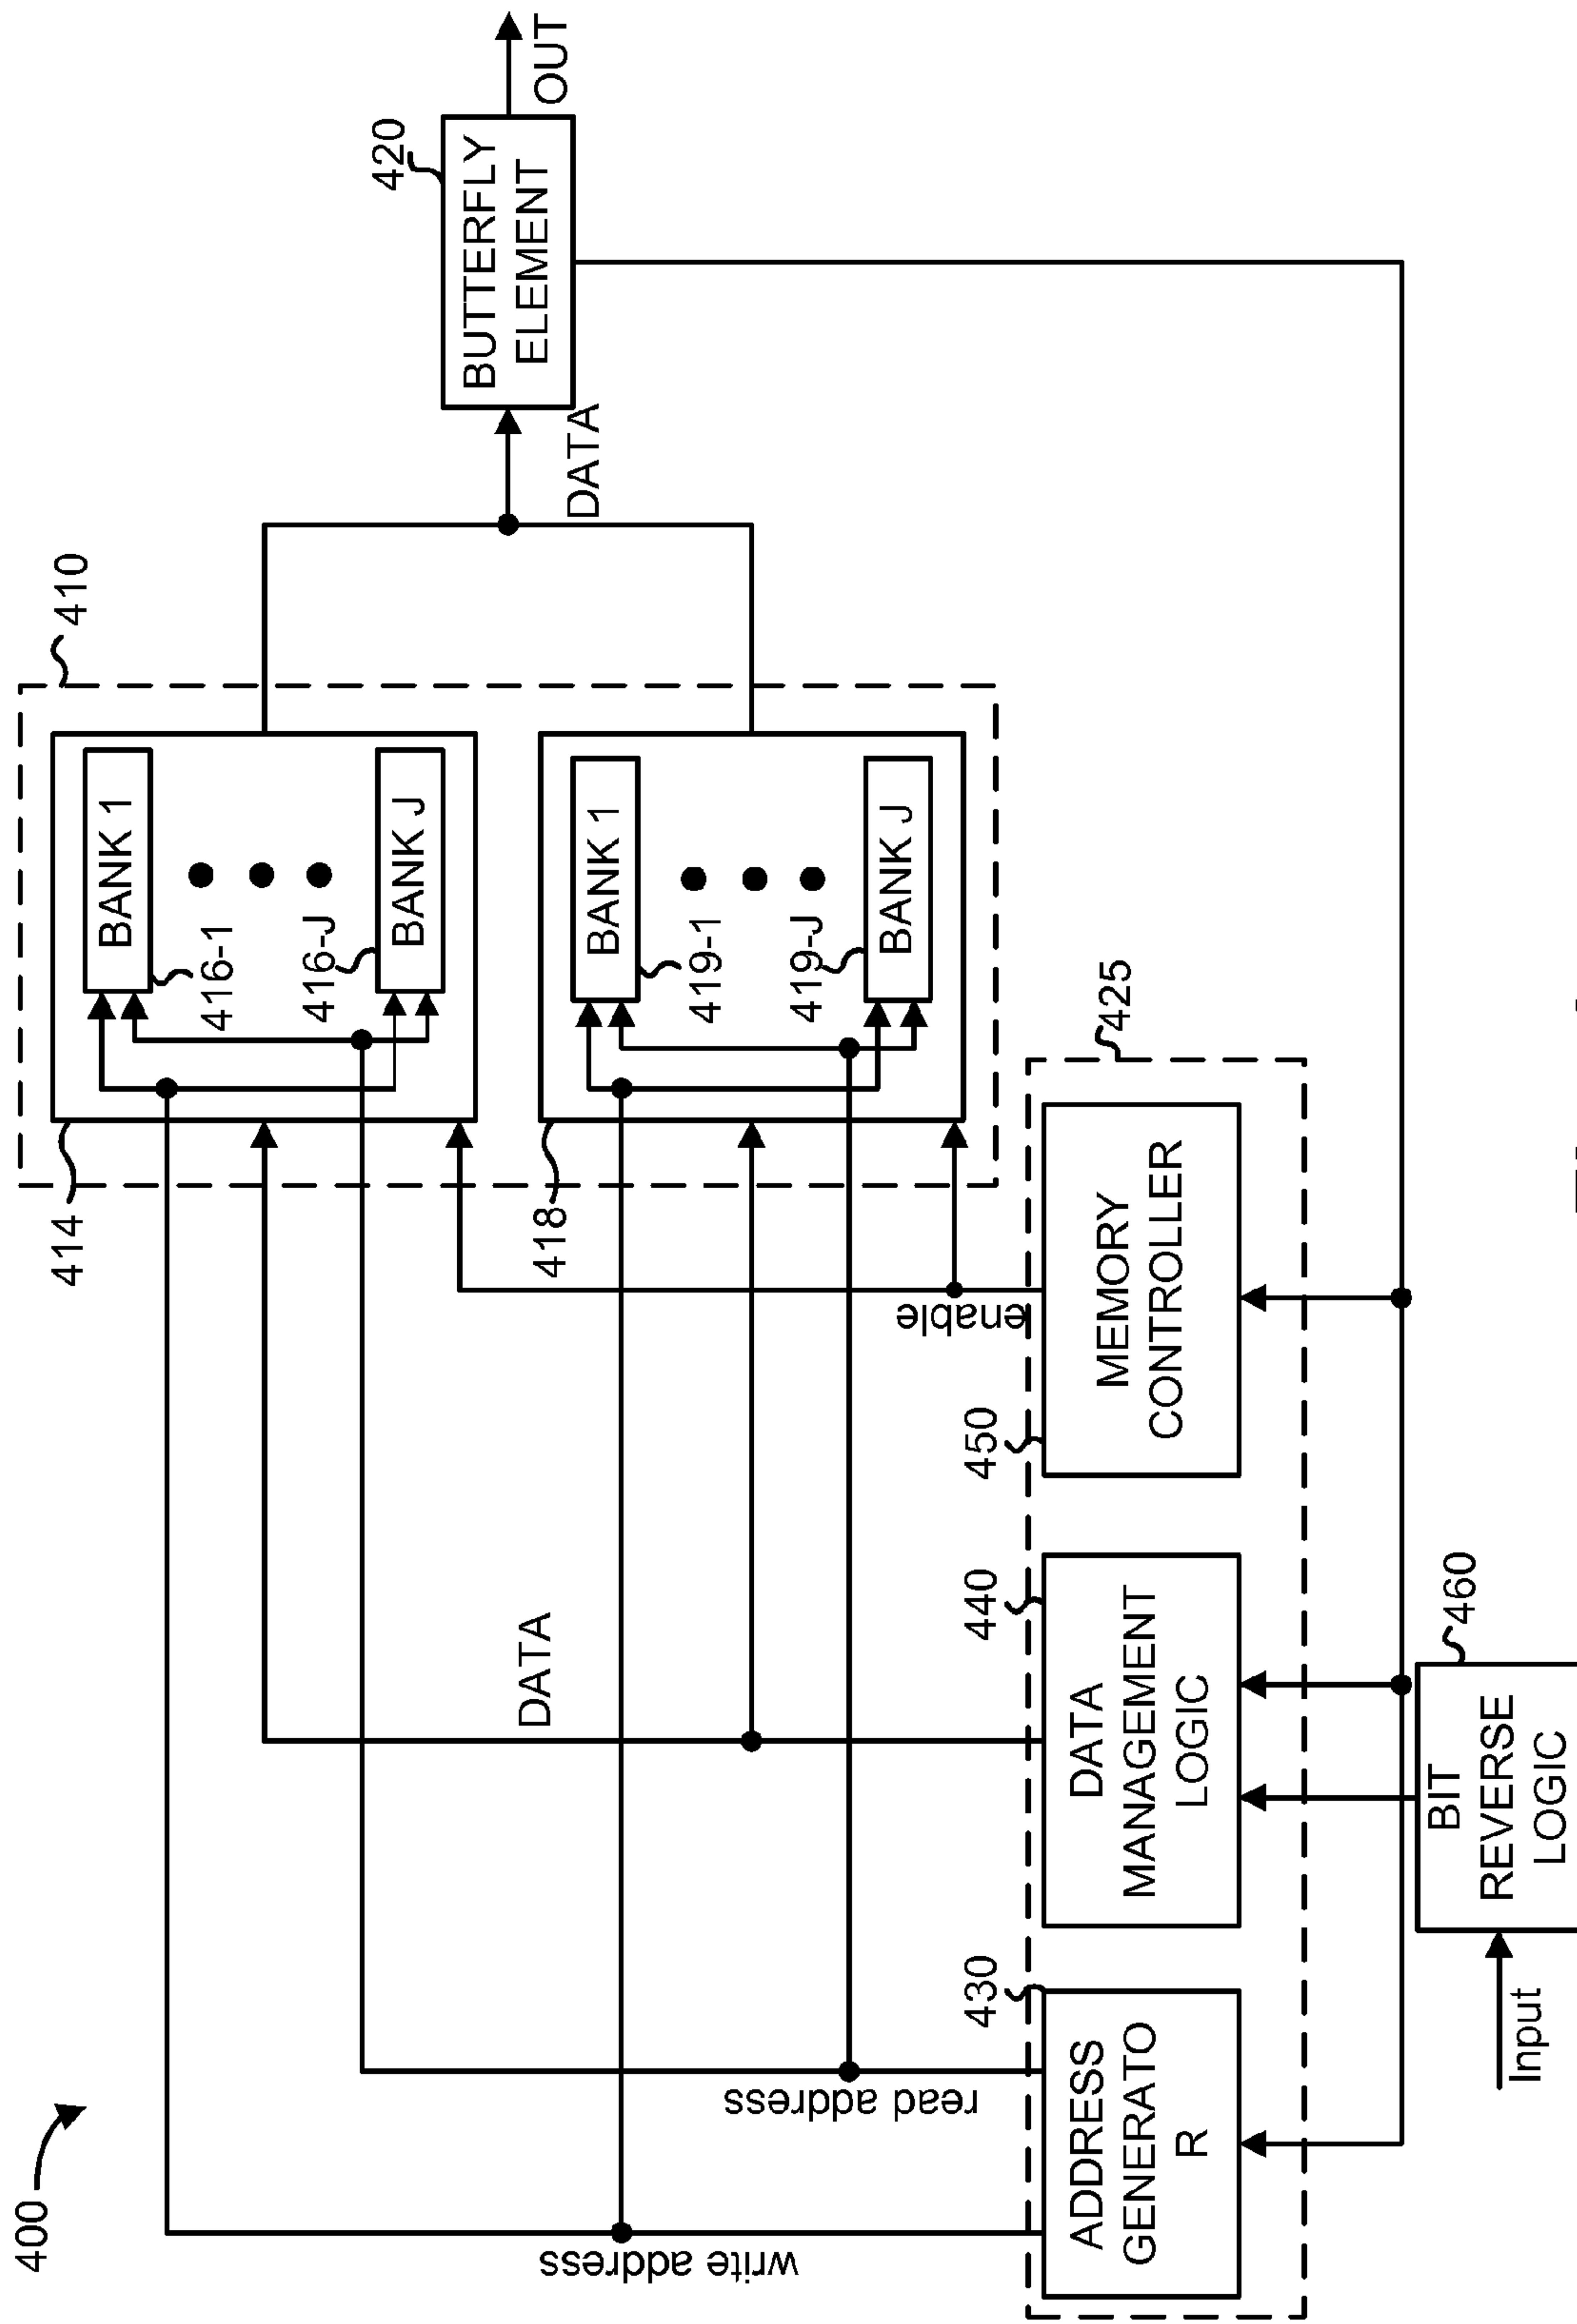 400
410
414
BANK 1
416-1
416-J
BANK J
418
BANK 1
419-1
419-J
BANK J
420
BUTTERFLY
ELEMENT
OUT
DATA
DATA
write address
read address
enable
425
430
ADDRESS
GENERATO
R
440
DATA
MANAGEMENT
LOGIC
450
MEMORY
CONTROLLER
460
BIT
REVERSE
LOGIC
Input